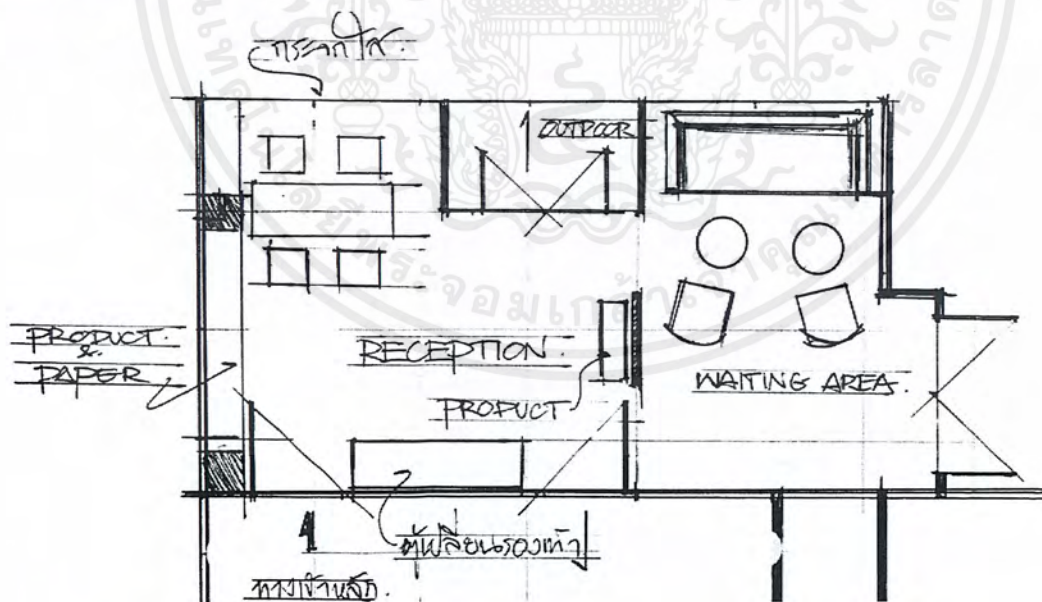 กระจกใส.
OUTDOOR
PRODUCT.
&
PAPER
RECEPTION.
PRODUCT
WAITING AREA.
ตู้เปลี่ยนรองเท้า
1
ทางเข้าหลัก.